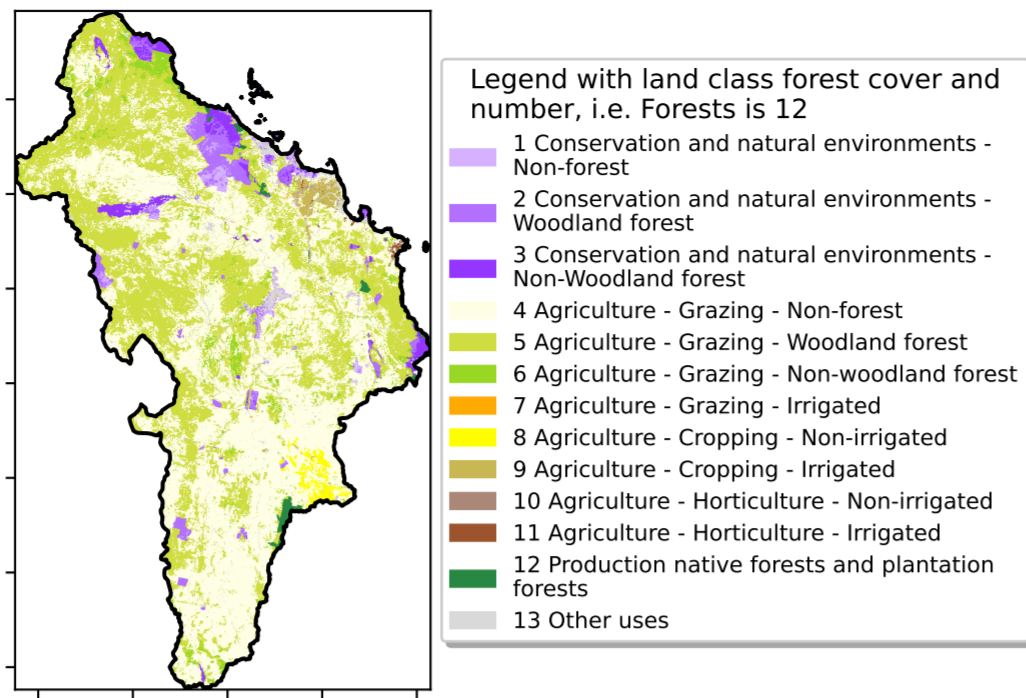 Legend with land class forest cover and
number, i.e. Forests is 12
1 Conservation and natural environments -
Non-forest
2 Conservation and natural environments -
Woodland forest
3 Conservation and natural environments -
Non-Woodland forest
4 Agriculture - Grazing - Non-forest
5 Agriculture - Grazing - Woodland forest
6 Agriculture - Grazing - Non-woodland forest
7 Agriculture - Grazing - Irrigated
8 Agriculture - Cropping - Non-irrigated
9 Agriculture - Cropping - Irrigated
10 Agriculture - Horticulture - Non-irrigated
11 Agriculture - Horticulture - Irrigated
12 Production native forests and plantation
forests
13 Other uses